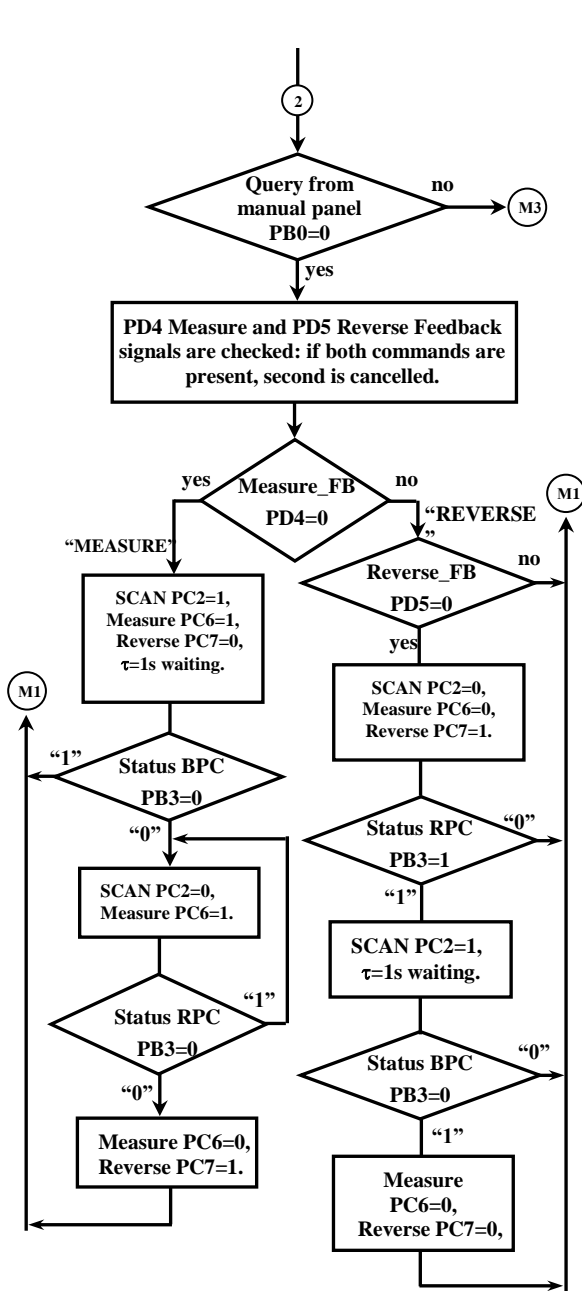 2
Query from
manual panel
PB0=0
no
M3
yes
PD4 Measure and PD5 Reverse Feedback
signals are checked: if both commands are
present, second is cancelled.
yes
Measure_FB
PD4=0
no
“MEASURE”
“REVERSE
”
M1
SCAN PC2=1,
Measure PC6=1,
Reverse PC7=0,
τ=1s waiting.
M1
“1”
Status BPC
PB3=0
“0”
SCAN PC2=0,
Measure PC6=1.
Status RPC
PB3=0
“1”
“0”
Measure PC6=0,
Reverse PC7=1.
Reverse_FB
PD5=0
no
yes
SCAN PC2=0,
Measure PC6=0,
Reverse PC7=1.
Status RPC
PB3=1
“0”
“1”
SCAN PC2=1,
τ=1s waiting.
Status BPC
PB3=0
“0”
“1”
Measure
PC6=0,
Reverse PC7=0,